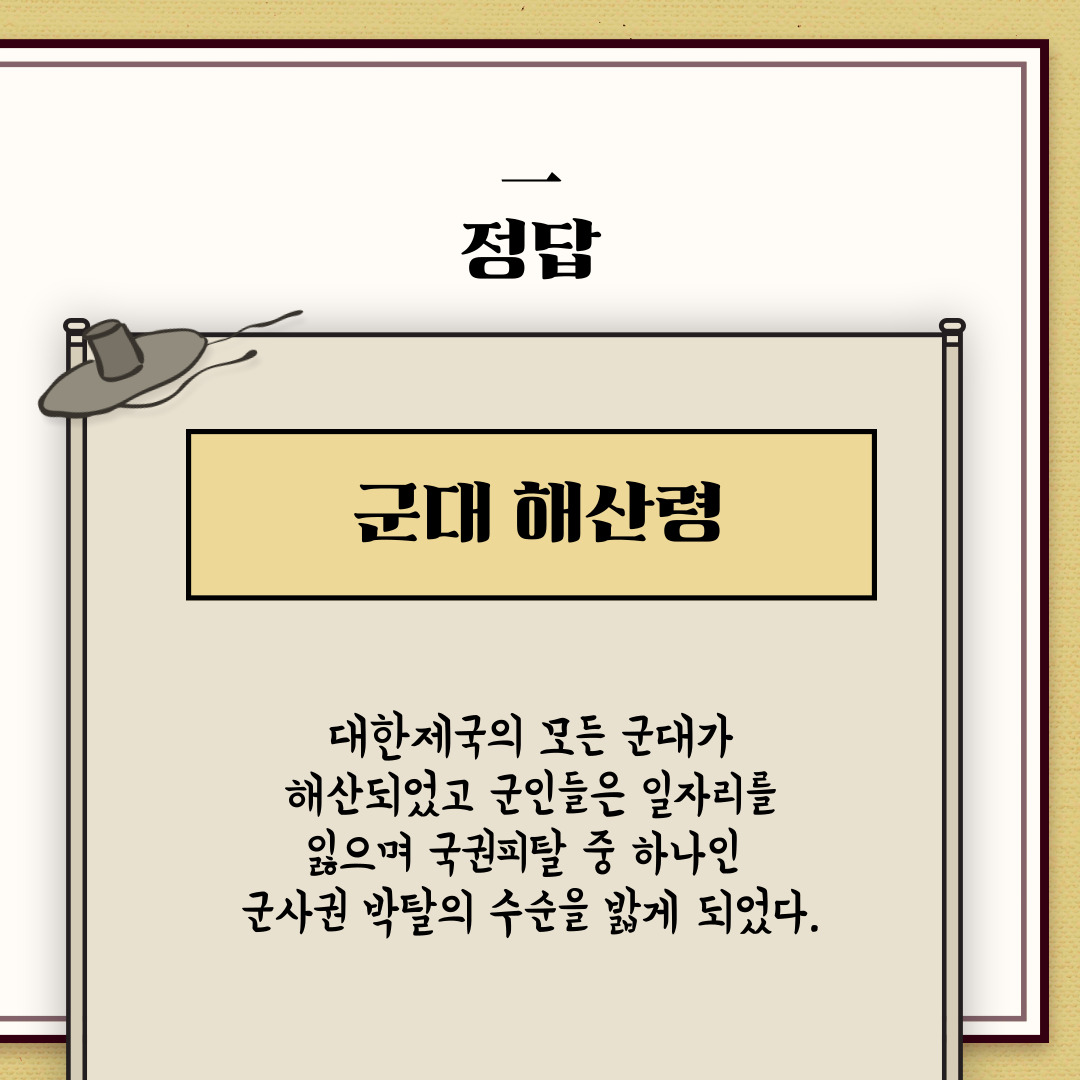 一
정답
군대 해산령
대한제국의 모든 군대가
해산되었고 군인들은 일자리를
잃으며 국권피탈 중 하나인
군사권 박탈의 수순을 밟게 되었다.